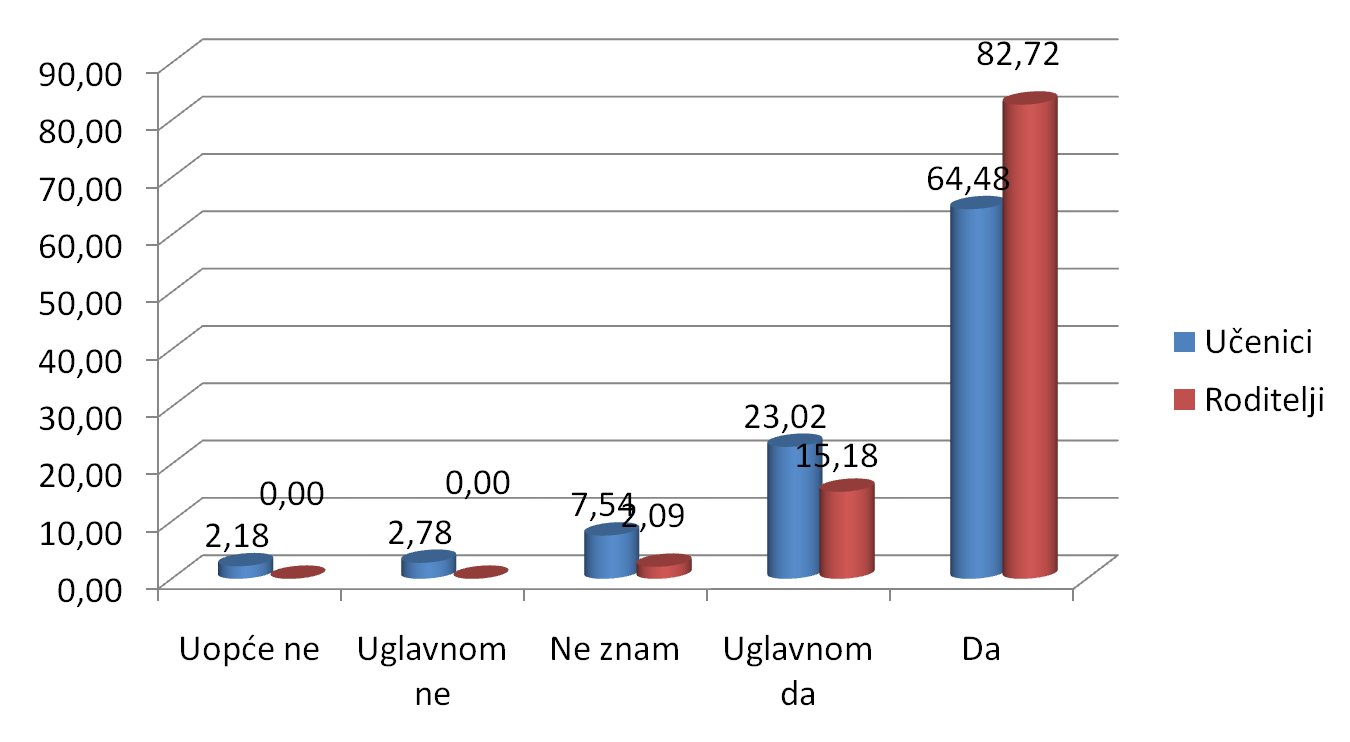 90,00
80,00
70,00
60,00
50,00
40,00
30,00
20,00
10,00
0,00
2,18
0,00
2,78
0,00
7,54
2,09
23,02
15,18
64,48
82,72
Uopće ne
Uglavnom
ne
Ne znam
Uglavnom
da
Da
Učenici
Roditelji